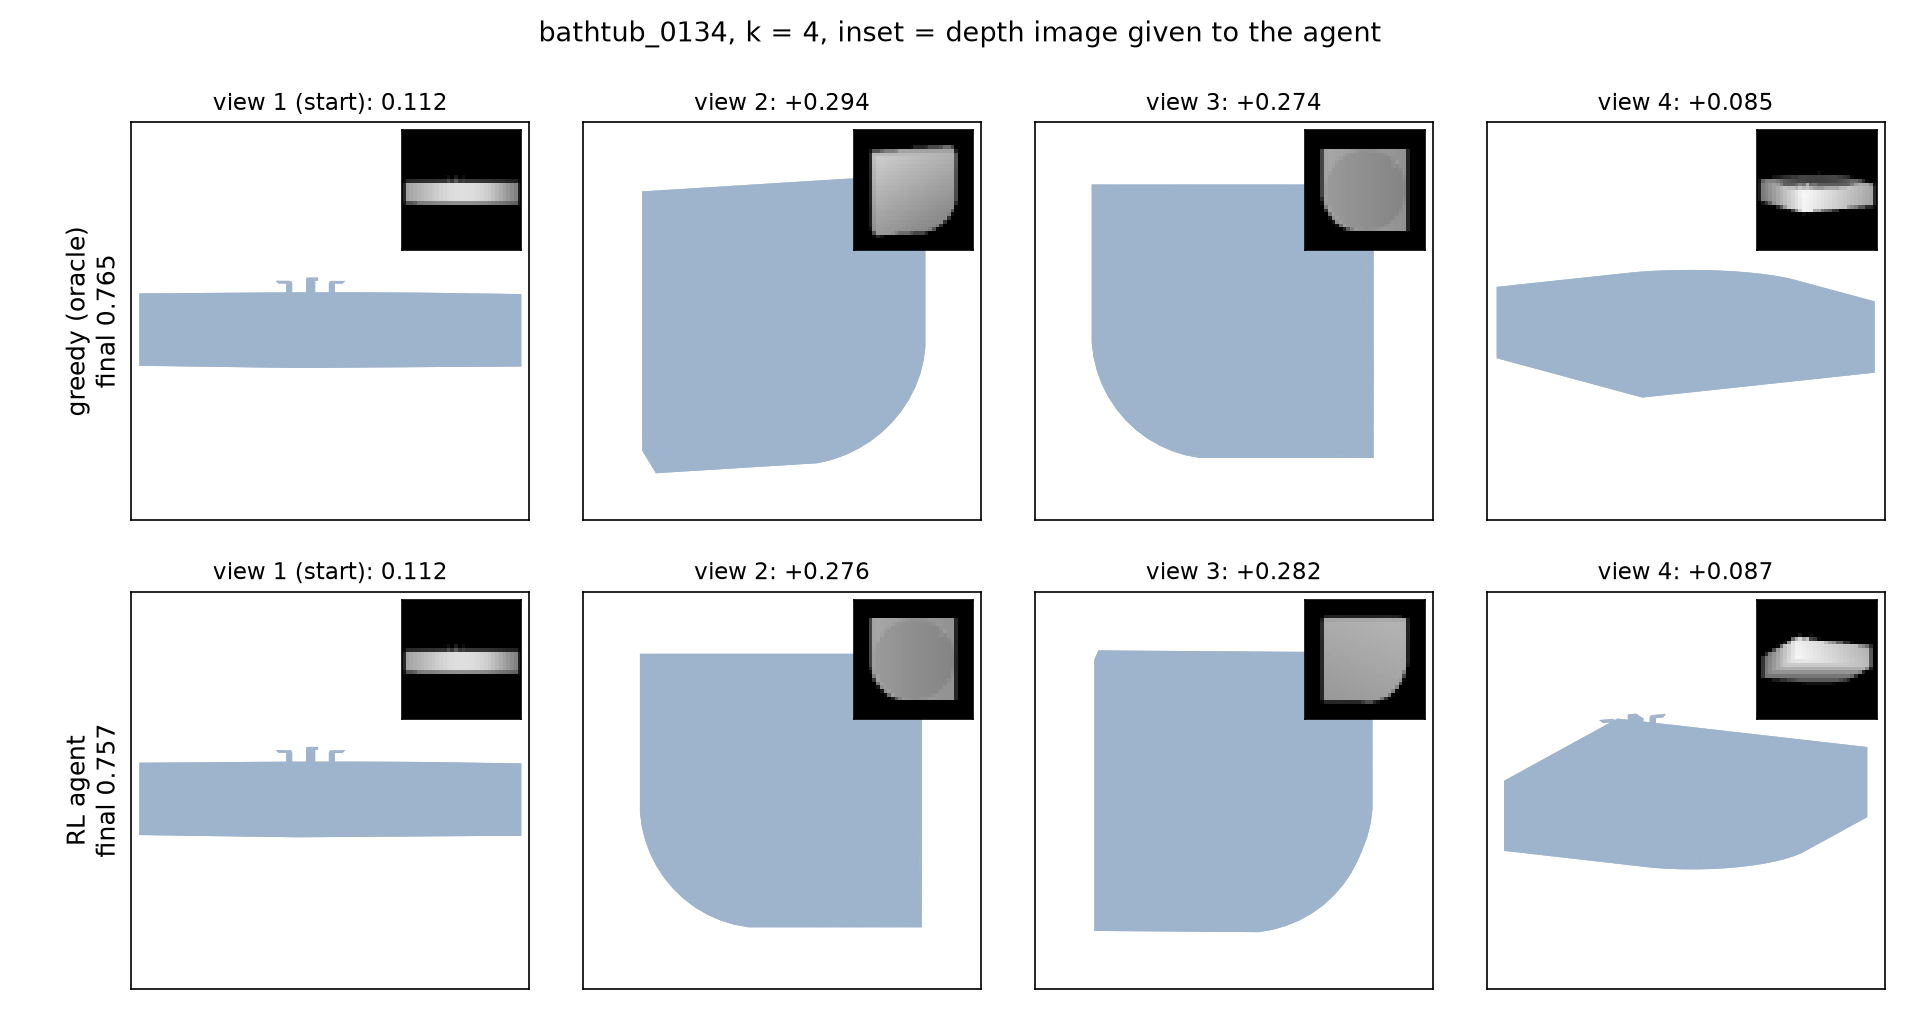 bathtub_0134, k = 4, inset = depth image given to the agent
greedy (oracle)
final 0.765
view 1 (start): 0.112
view 2: +0.294
view 3: +0.274
view 4: +0.085
RL agent
final 0.757
view 1 (start): 0.112
view 2: +0.276
view 3: +0.282
view 4: +0.087